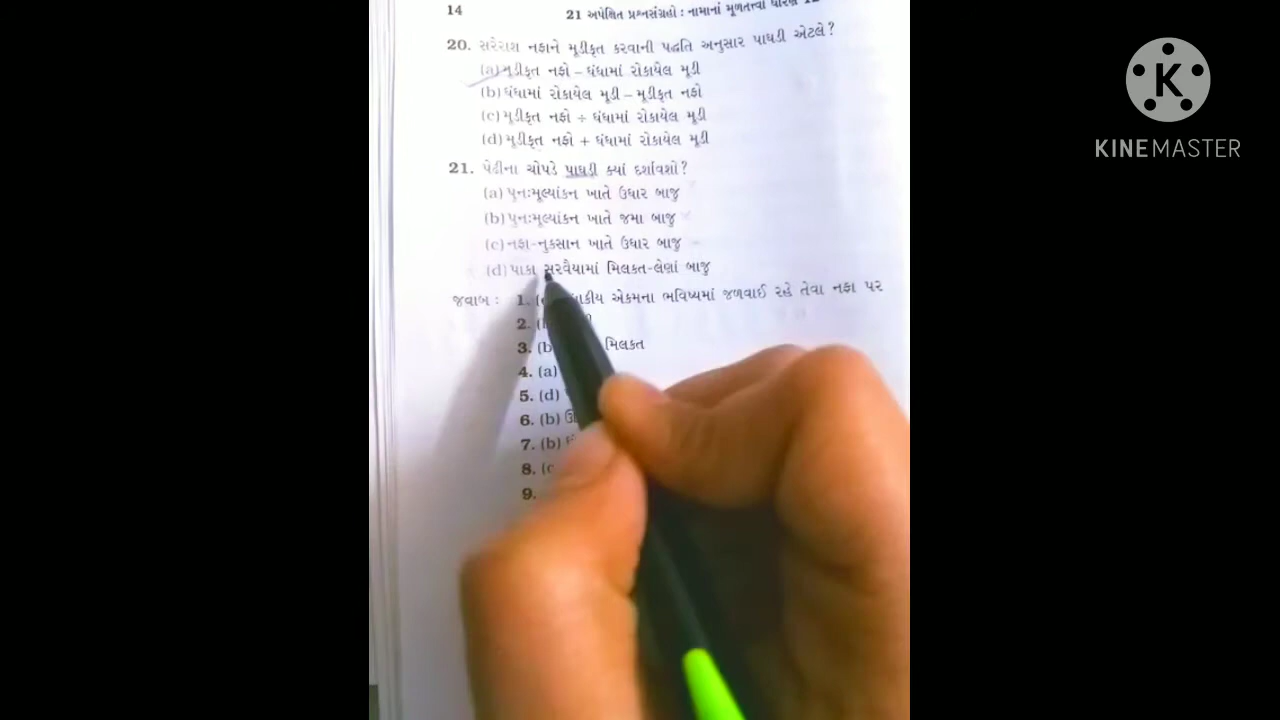 14
21 અપેક્ષિત પ્રશ્નસંગ્રહો : નામાનાં મૂળતત્ત્વો ધોરણ 12
20. સરેરાશ નફાને મૂડીકૃત કરવાની પદ્ધતિ અનુસાર પાઘડી એટલે ?
(a) મૂડીકૃત નફો – ધંધામાં રોકાયેલ મૂડી
(b) ધંધામાં રોકાયેલ મૂડી – મૂડીકૃત નફો
(c) મૂડીકૃત નફો ÷ ધંધામાં રોકાયેલ મૂડી
(d) મૂડીકૃત નફો + ધંધામાં રોકાયેલ મૂડી
21. પેઢીના ચોપડે પાઘડી ક્યાં દર્શાવશો ?
(a) પુનઃમૂલ્યાંકન ખાતે ઉધાર બાજુ
(b) પુનઃમૂલ્યાંકન ખાતે જમા બાજુ
(c) નફા-નુકસાન ખાતે ઉધાર બાજુ
(d) પાકા સરવૈયામાં મિલકત-લેણાં બાજુ
જવાબ : 1. એકમના ભવિષ્યમાં જળવાઈ રહે તેવા નફા પર
2.
3. (b) મિલકત
4. (a)
5. (d)
6. (b)
7. (b)
8. (c
9.
K
KINEMASTER